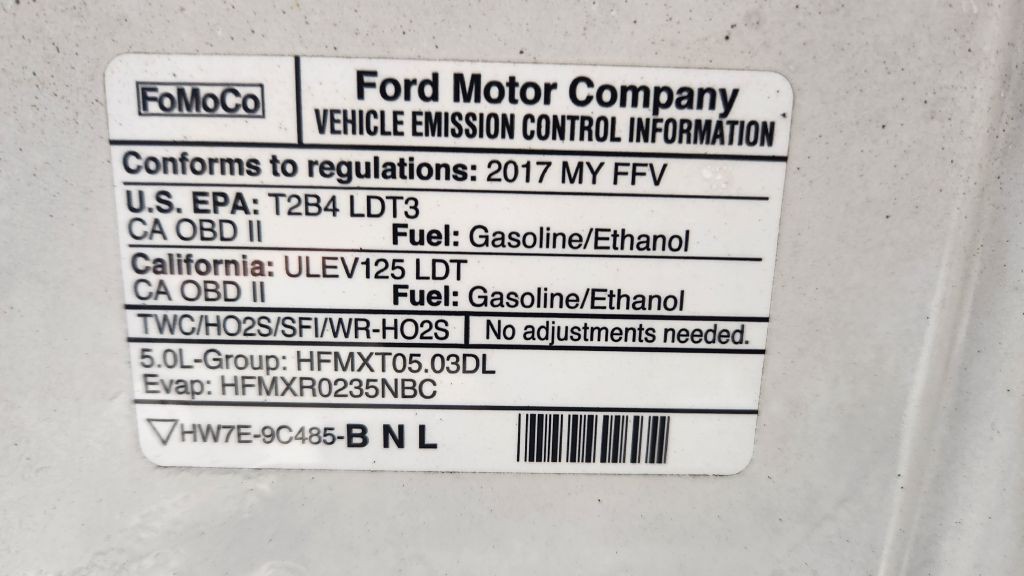 FoMoCo
Ford Motor Company
VEHICLE EMISSION CONTROL INFORMATION
Conforms to regulations: 2017 MY FFV
U.S. EPA: T2B4 LDT3
CA OBD II Fuel: Gasoline/Ethanol
California: ULEV125 LDT
CA OBD II Fuel: Gasoline/Ethanol
TWC/HO2S/SFI/WR-HO2S No adjustments needed.
5.0L-Group: HFMXT05.03DL
Evap: HFMXR0235NBC
HW7E-9C485-B N L